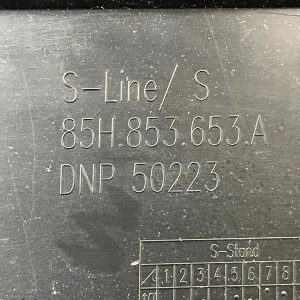 S-Line/ S
85H.853.653.A
DNP 50223
S-Stand
1 2 3 4 5 6 7 8